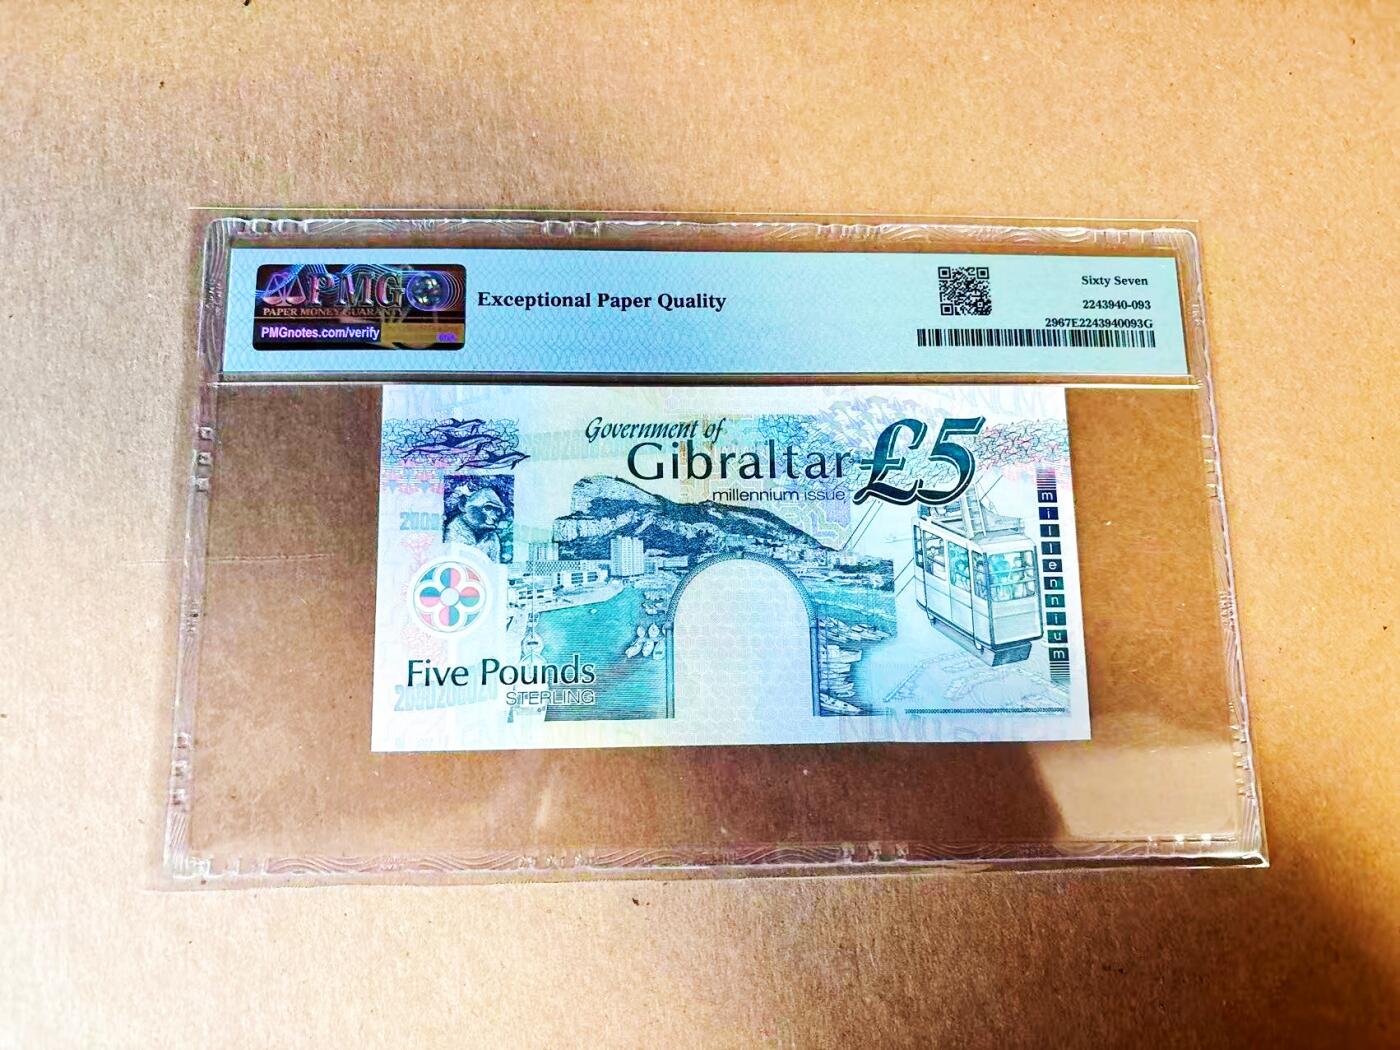 PMG
PAPER MONEY GUARANTY
PMGnotes.com/verify
Exceptional Paper Quality
Sixty Seven
2243940-093
2967E2243940093G
Government of
Gibraltar £5
millennium issue
2000
millennium
Five Pounds
STERLING